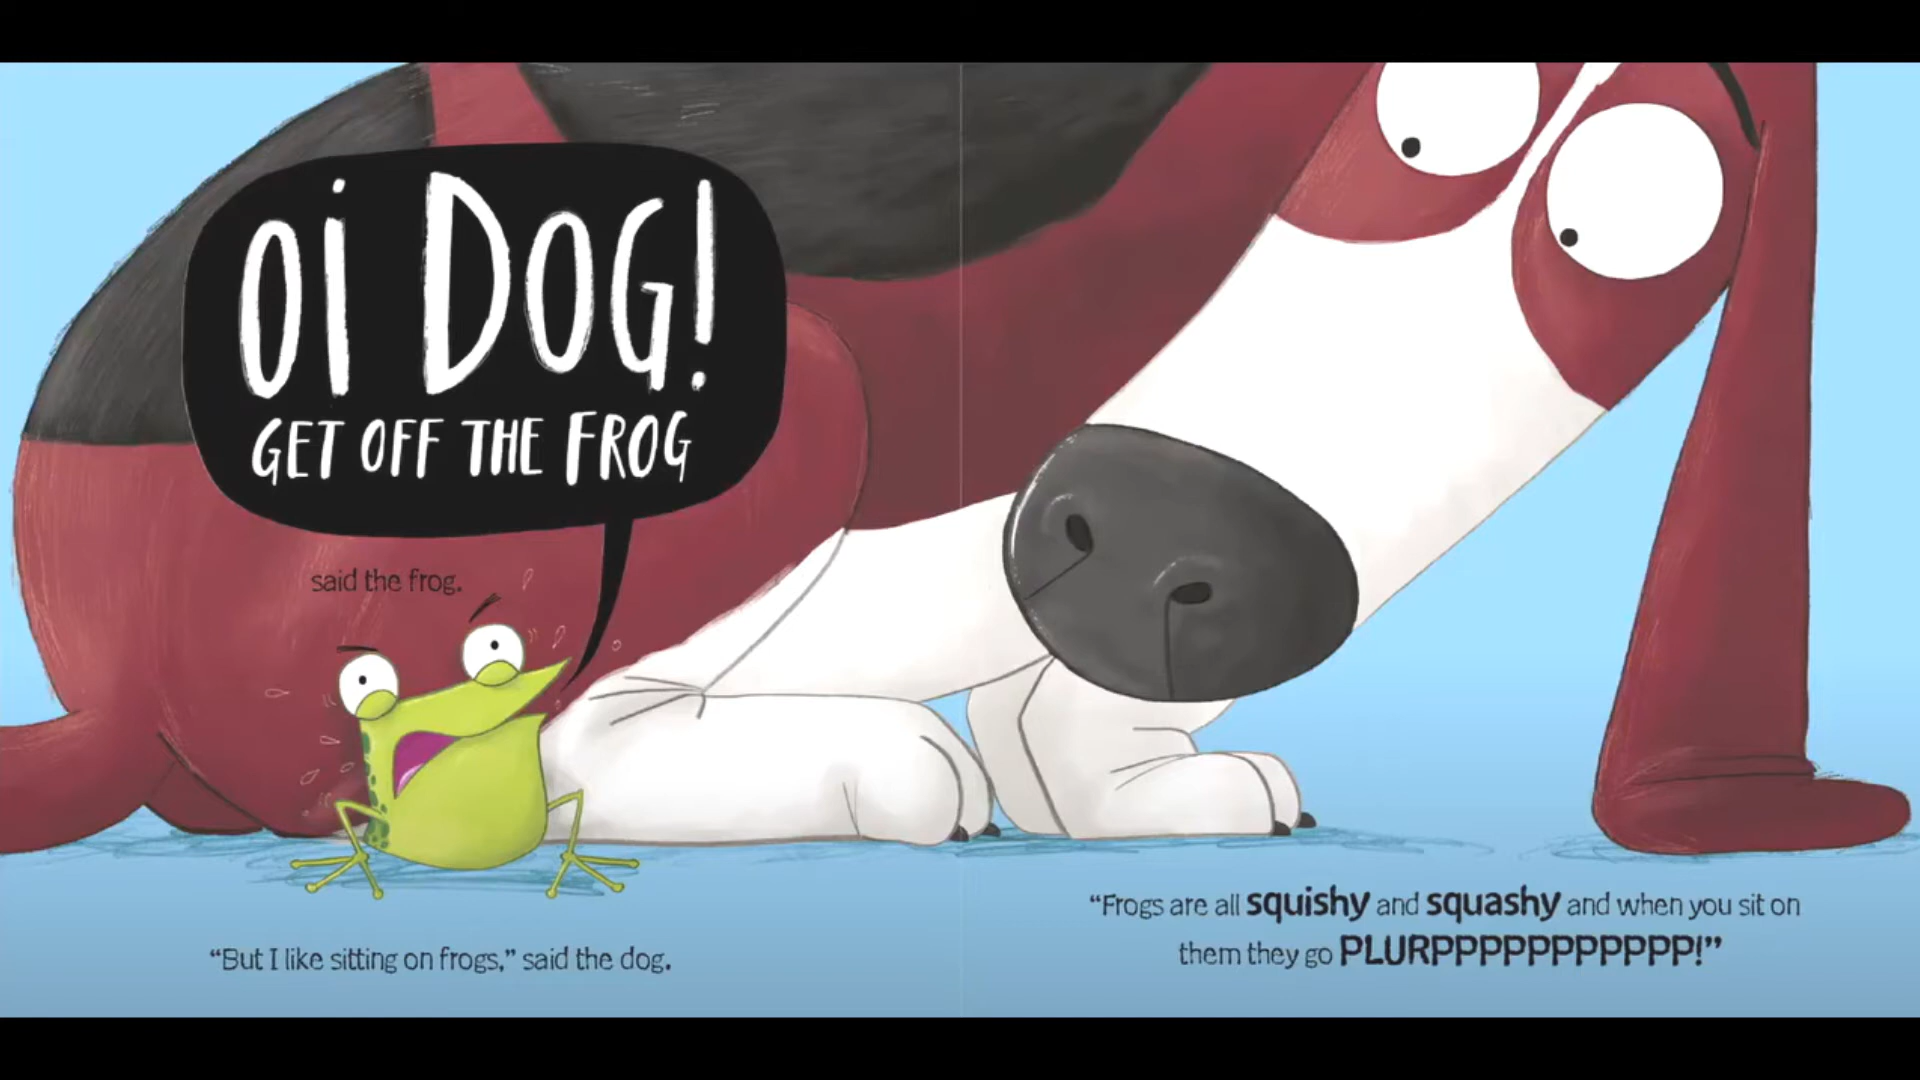 Oi DOG!
GET OFF THE FROG
said the frog.
“But I like sitting on frogs,” said the dog.
“Frogs are all squishy and squashy and when you sit on
them they go PLURPPPPPPPPPPPP!”